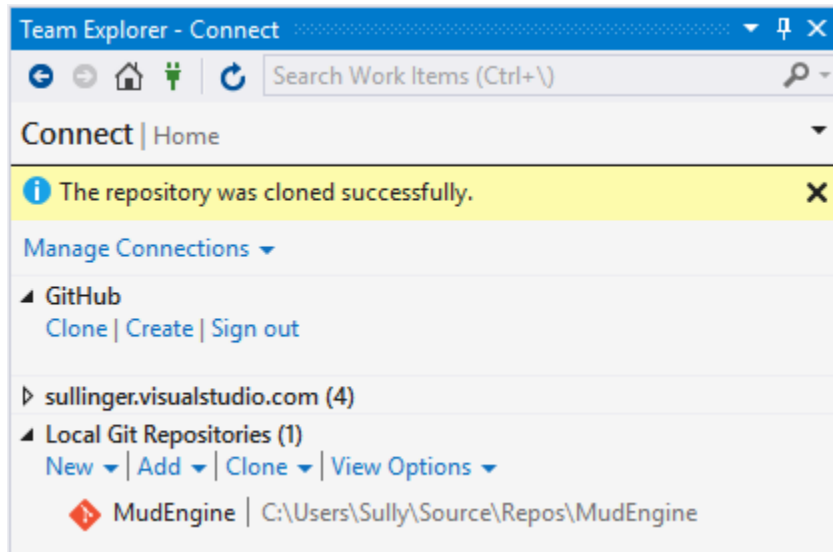 Team Explorer - Connect
Search Work Items (Ctrl+\)
Connect | Home
The repository was cloned successfully.
Manage Connections
GitHub
Clone | Create | Sign out
sullinger.visualstudio.com (4)
Local Git Repositories (1)
New | Add | Clone | View Options
MudEngine | C:\Users\Sully\Source\Repos\MudEngine